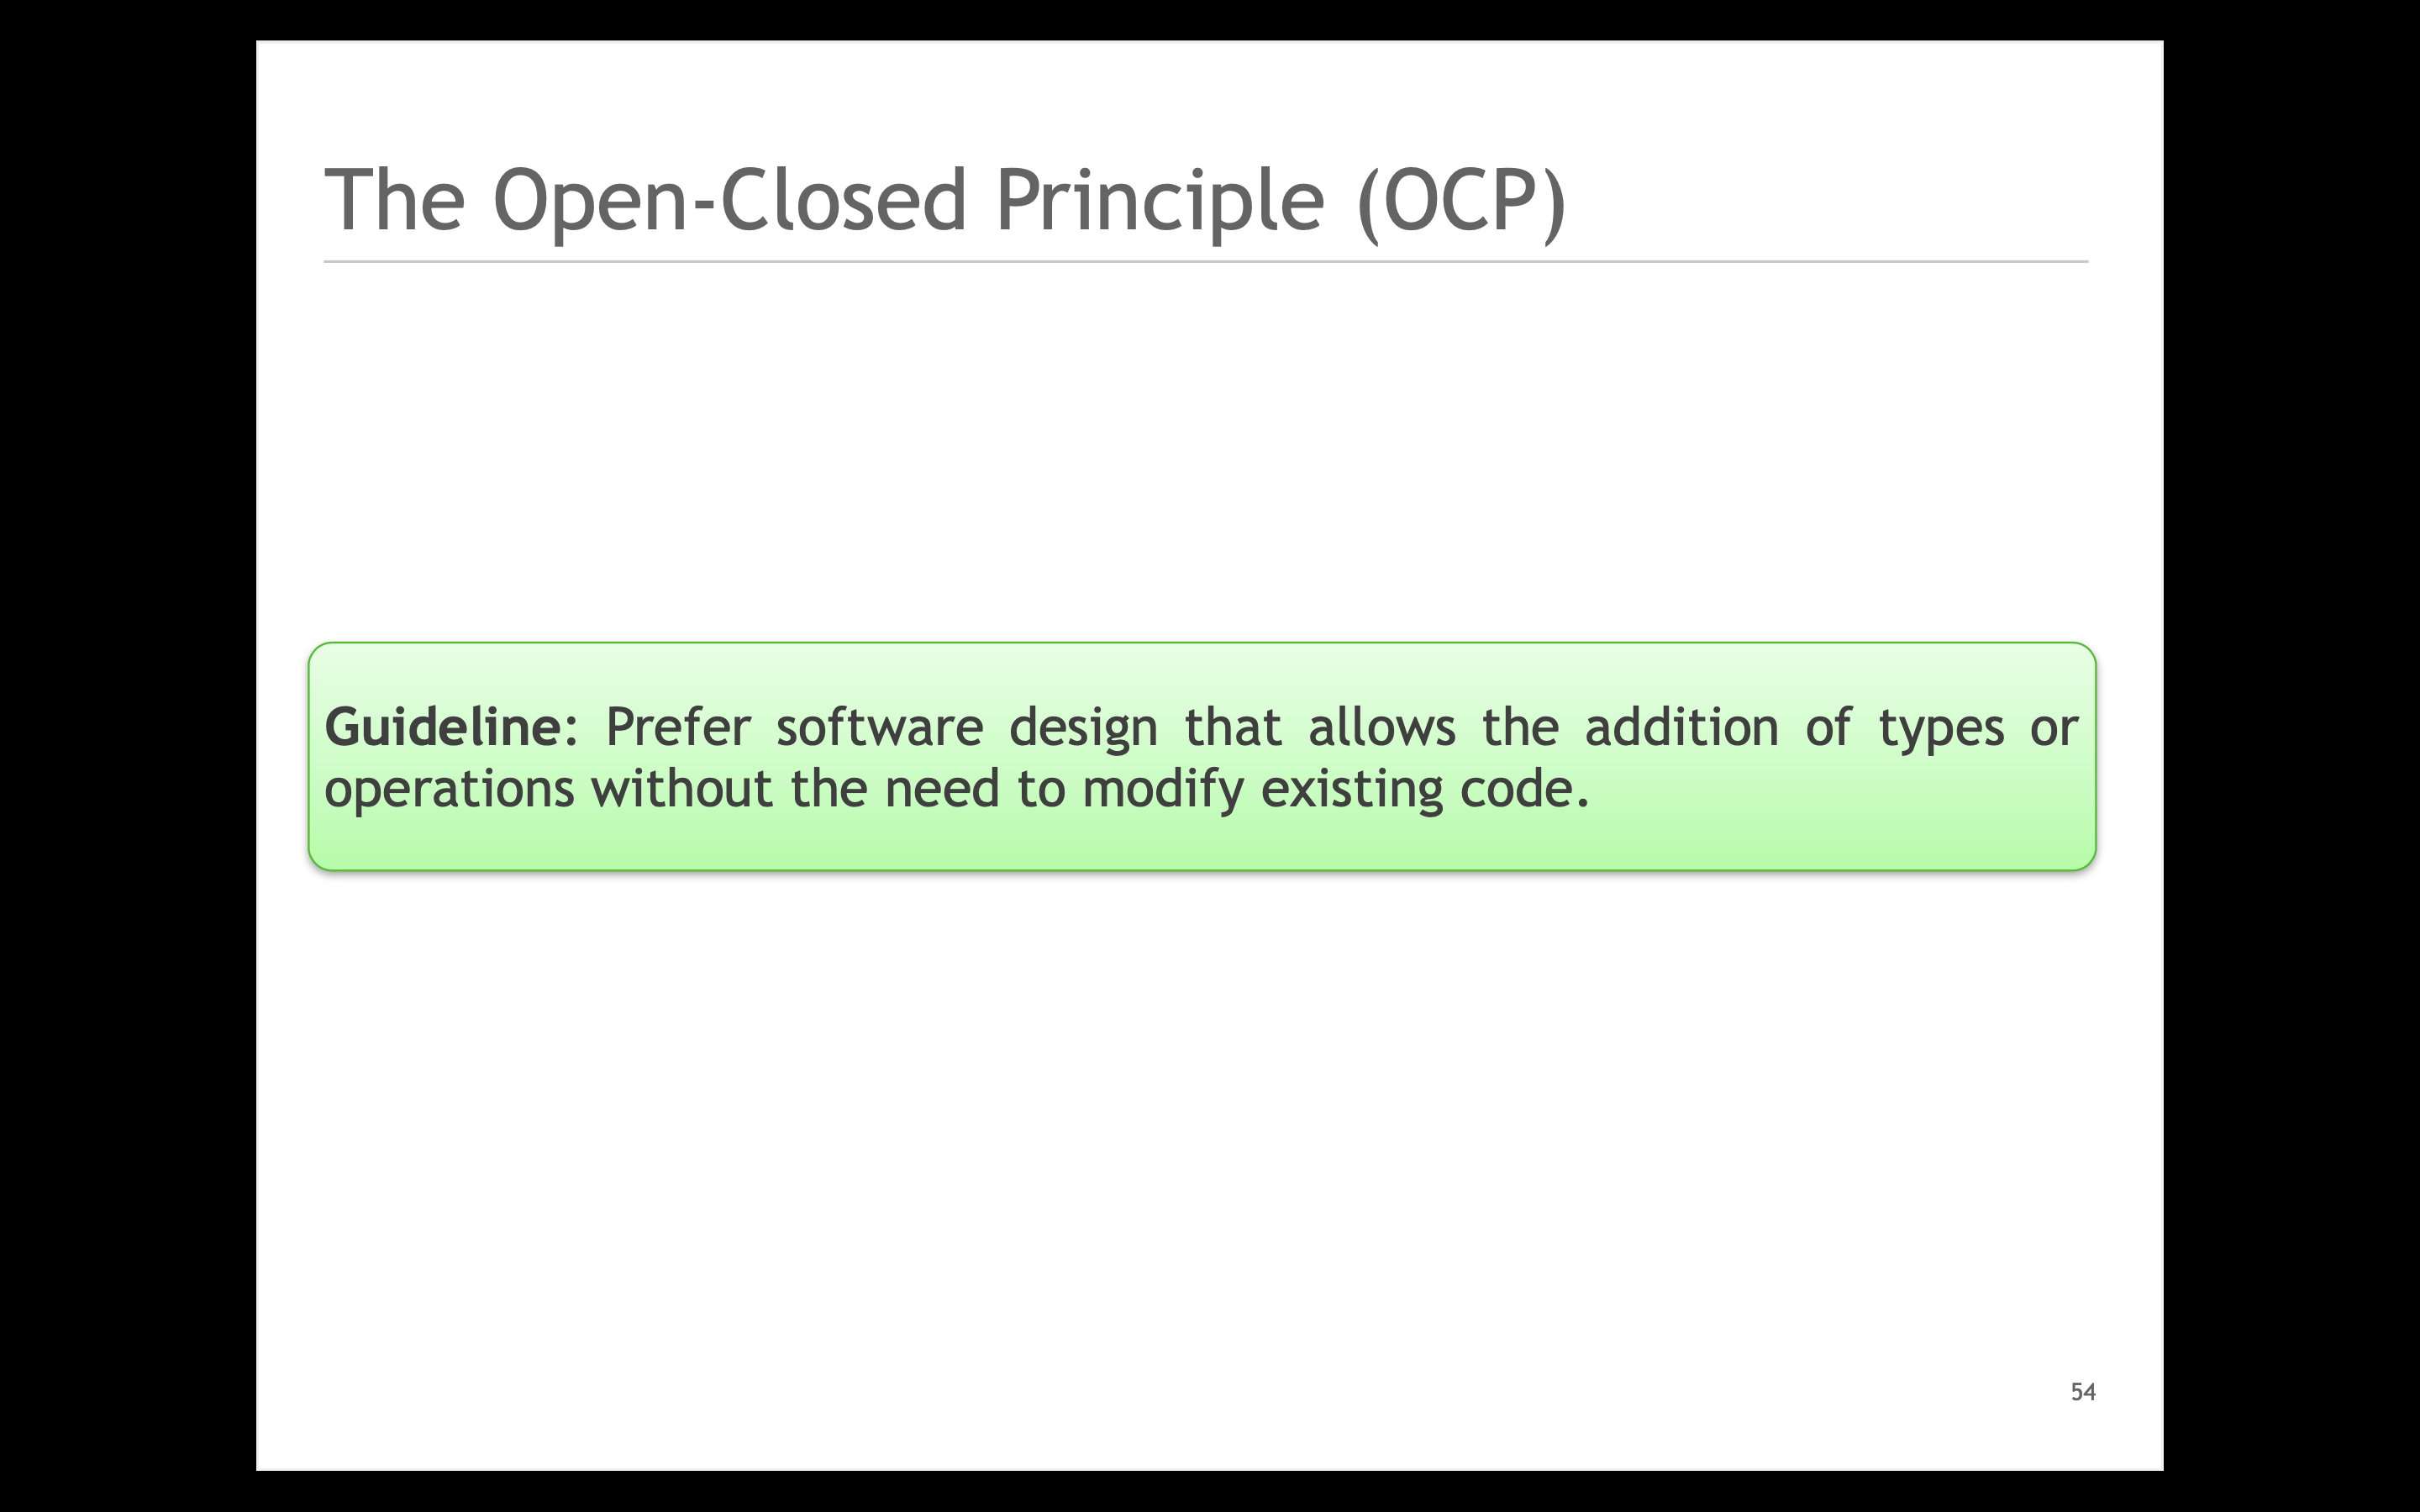 The Open-Closed Principle (OCP)
Guideline: Prefer software design that allows the addition of types or
operations without the need to modify existing code.
54